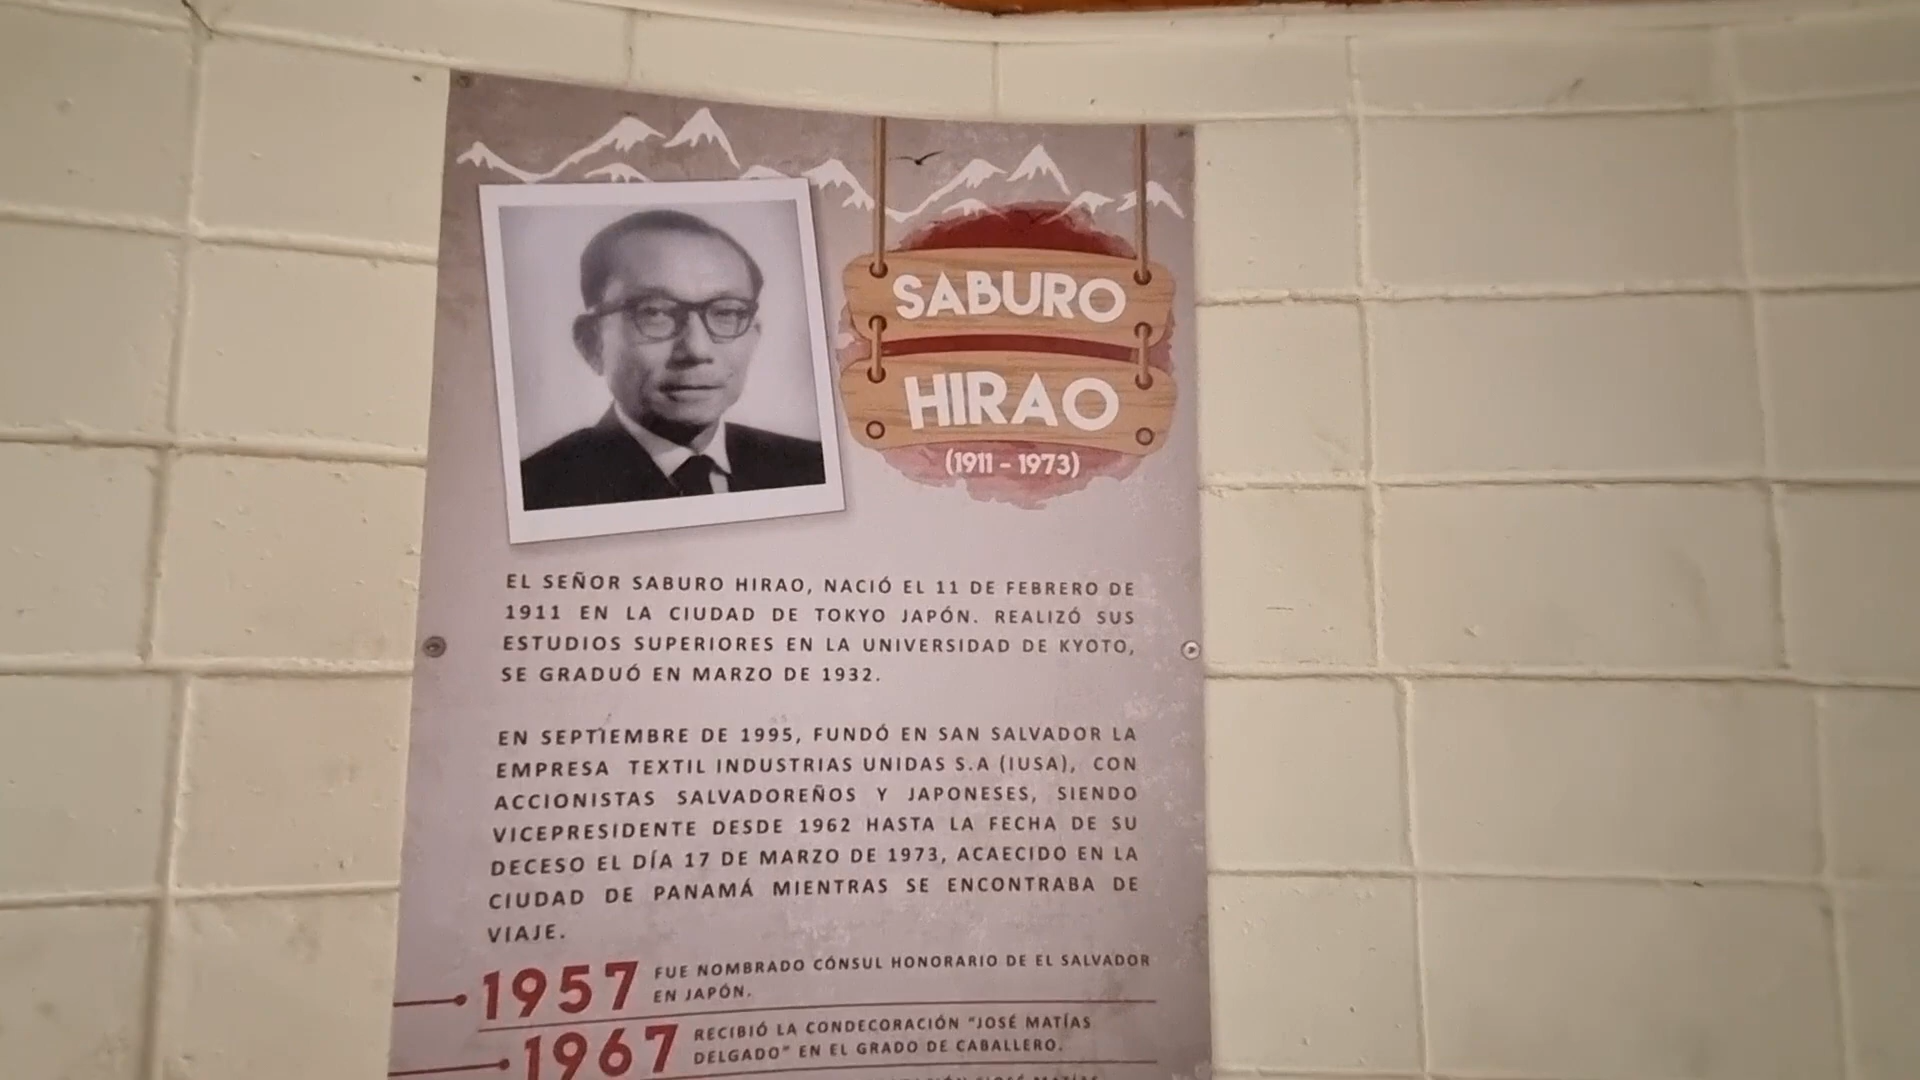 SABURO
HIRAO
(1911 - 1973)
EL SEÑOR SABURO HIRAO, NACIÓ EL 11 DE FEBRERO DE
1911 EN LA CIUDAD DE TOKYO JAPÓN. REALIZÓ SUS
ESTUDIOS SUPERIORES EN LA UNIVERSIDAD DE KYOTO,
SE GRADUÓ EN MARZO DE 1932.
EN SEPTIEMBRE DE 1995, FUNDÓ EN SAN SALVADOR LA
EMPRESA TEXTIL INDUSTRIAS UNIDAS S.A (IUSA), CON
ACCIONISTAS SALVADOREÑOS Y JAPONESES, SIENDO
VICEPRESIDENTE DESDE 1962 HASTA LA FECHA DE SU
DECESO EL DÍA 17 DE MARZO DE 1973, ACAECIDO EN LA
CIUDAD DE PANAMÁ MIENTRAS SE ENCONTRABA DE
VIAJE.
1957 FUE NOMBRADO CÓNSUL HONORARIO DE EL SALVADOR
EN JAPÓN.
1967 RECIBIÓ LA CONDECORACIÓN "JOSÉ MATÍAS
DELGADO" EN EL GRADO DE CABALLERO.